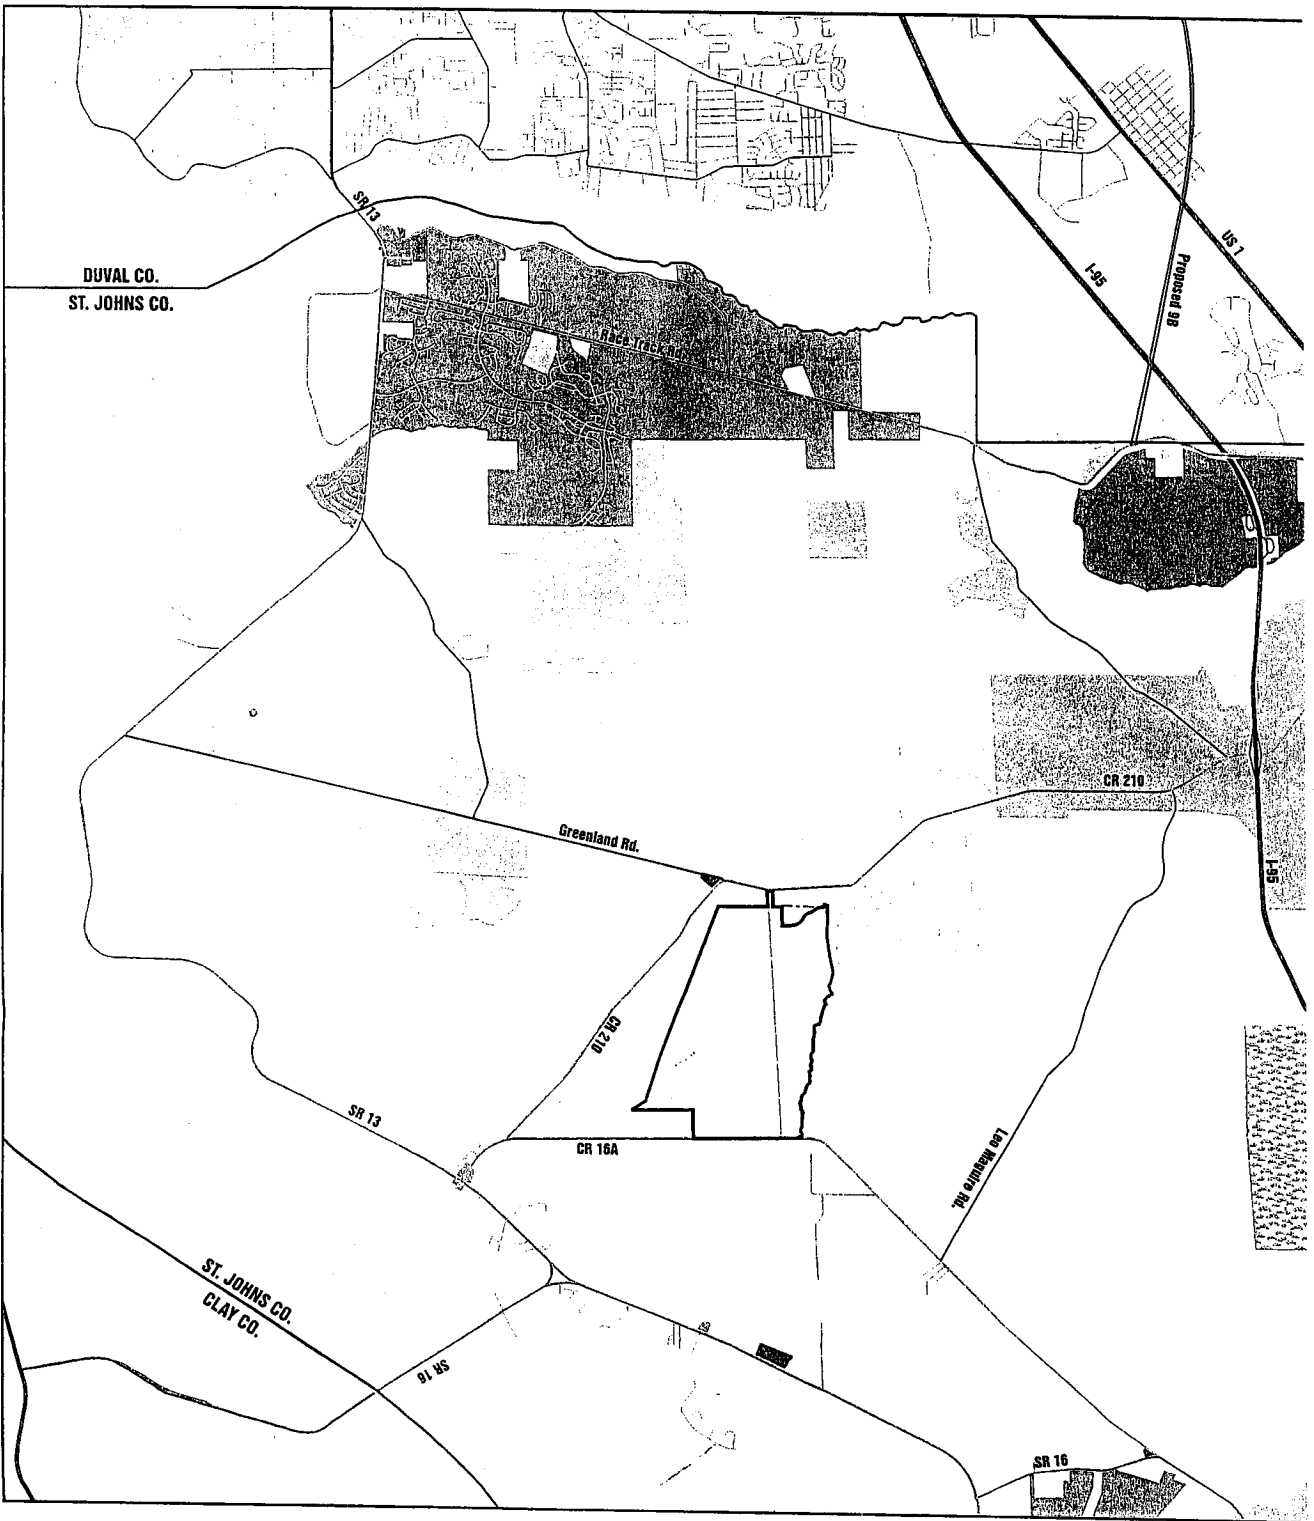 SR 13
DUVAL CO.
ST. JOHNS CO.
US 1
I-95
Proposed 9B
Race Track Rd.
CR 210
Greenland Rd.
I-95
CR 210
SR 13
CR 16A
Leo Maguire Rd.
ST. JOHNS CO.
CLAY CO.
SR 16
SR 16